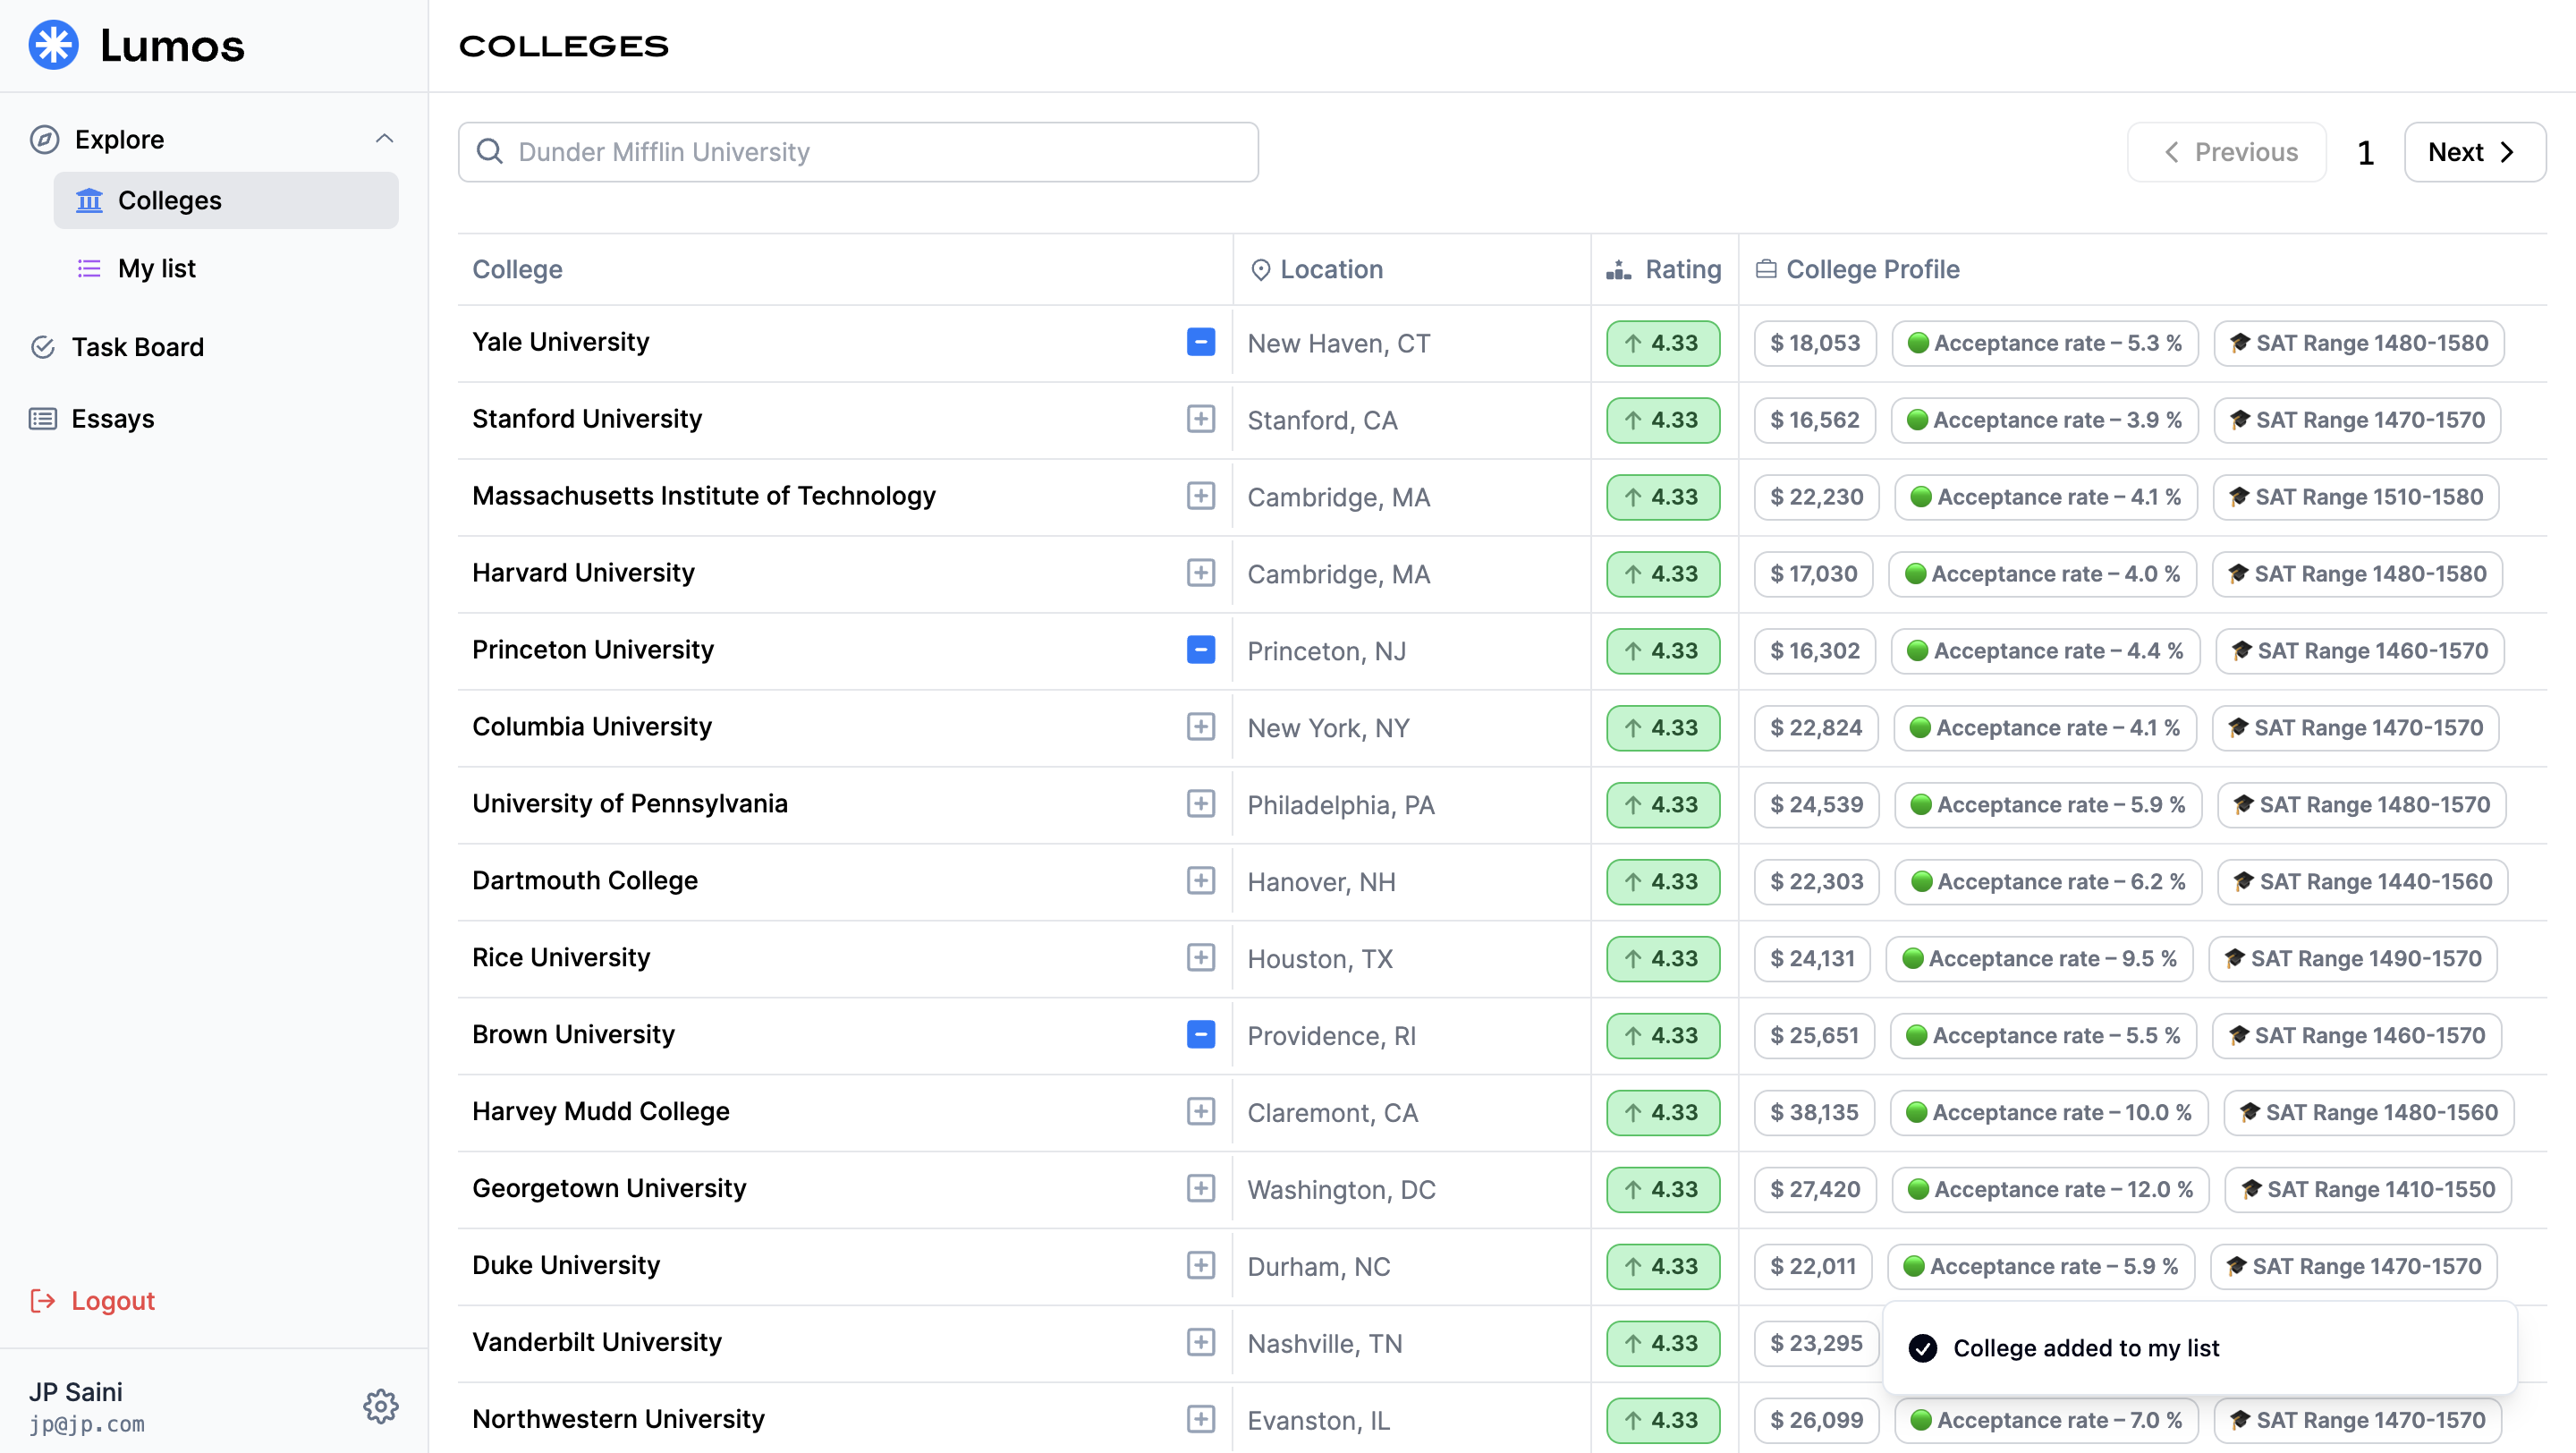 Lumos
COLLEGES
Explore
Colleges
My list
Task Board
Essays
Logout
JP Saini
jp@jp.com
Dunder Mifflin University
Previous 1 Next
College Location Rating College Profile
Yale University New Haven, CT 4.33 $ 18,053 Acceptance rate – 5.3 % SAT Range 1480-1580
Stanford University Stanford, CA 4.33 $ 16,562 Acceptance rate – 3.9 % SAT Range 1470-1570
Massachusetts Institute of Technology Cambridge, MA 4.33 $ 22,230 Acceptance rate – 4.1 % SAT Range 1510-1580
Harvard University Cambridge, MA 4.33 $ 17,030 Acceptance rate – 4.0 % SAT Range 1480-1580
Princeton University Princeton, NJ 4.33 $ 16,302 Acceptance rate – 4.4 % SAT Range 1460-1570
Columbia University New York, NY 4.33 $ 22,824 Acceptance rate – 4.1 % SAT Range 1470-1570
University of Pennsylvania Philadelphia, PA 4.33 $ 24,539 Acceptance rate – 5.9 % SAT Range 1480-1570
Dartmouth College Hanover, NH 4.33 $ 22,303 Acceptance rate – 6.2 % SAT Range 1440-1560
Rice University Houston, TX 4.33 $ 24,131 Acceptance rate – 9.5 % SAT Range 1490-1570
Brown University Providence, RI 4.33 $ 25,651 Acceptance rate – 5.5 % SAT Range 1460-1570
Harvey Mudd College Claremont, CA 4.33 $ 38,135 Acceptance rate – 10.0 % SAT Range 1480-1560
Georgetown University Washington, DC 4.33 $ 27,420 Acceptance rate – 12.0 % SAT Range 1410-1550
Duke University Durham, NC 4.33 $ 22,011 Acceptance rate – 5.9 % SAT Range 1470-1570
Vanderbilt University Nashville, TN 4.33 $ 23,295
College added to my list
Northwestern University Evanston, IL 4.33 $ 26,099 Acceptance rate – 7.0 % SAT Range 1470-1570